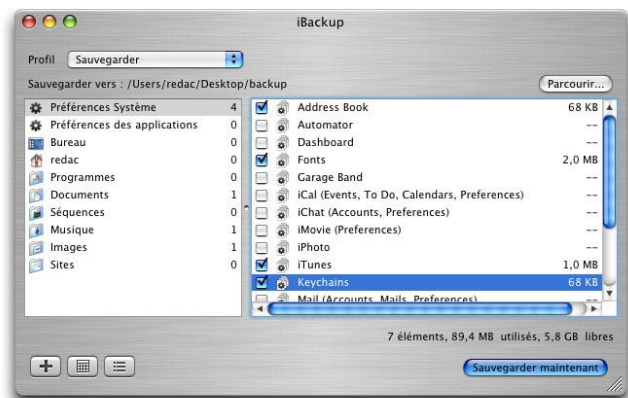 iBackup
Profil Sauvegarder
Sauvegarder vers : /Users/redac/Desktop/backup Parcourir...
Préférences Système 4
Préférences des applications 0
Bureau 0
redac 0
Programmes 0
Documents 1
Séquences 0
Musique 1
Images 1
Sites 0
Address Book 68 KB
Automator --
Dashboard --
Fonts 2,0 MB
Garage Band --
iCal (Events, To Do, Calendars, Preferences) --
iChat (Accounts, Preferences) --
iMovie (Preferences) --
iPhoto --
iTunes 1,0 MB
Keychains 68 KB
Mail (Accounts, Mails, Preferences) --
7 éléments, 89,4 MB utilisés, 5,8 GB libres
Sauvegarder maintenant